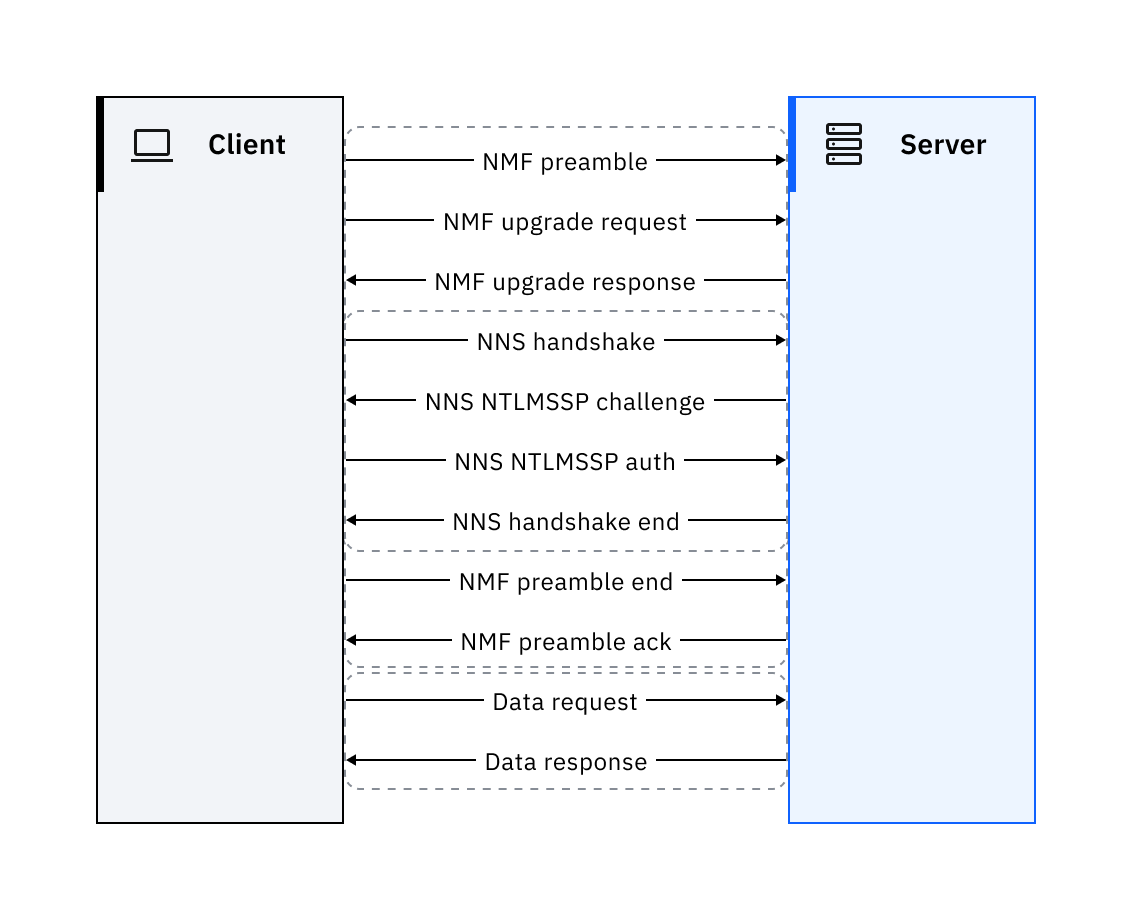 Client
Server
NMF preamble
NMF upgrade request
NMF upgrade response
NNS handshake
NNS NTLMSSP challenge
NNS NTLMSSP auth
NNS handshake end
NMF preamble end
NMF preamble ack
Data request
Data response